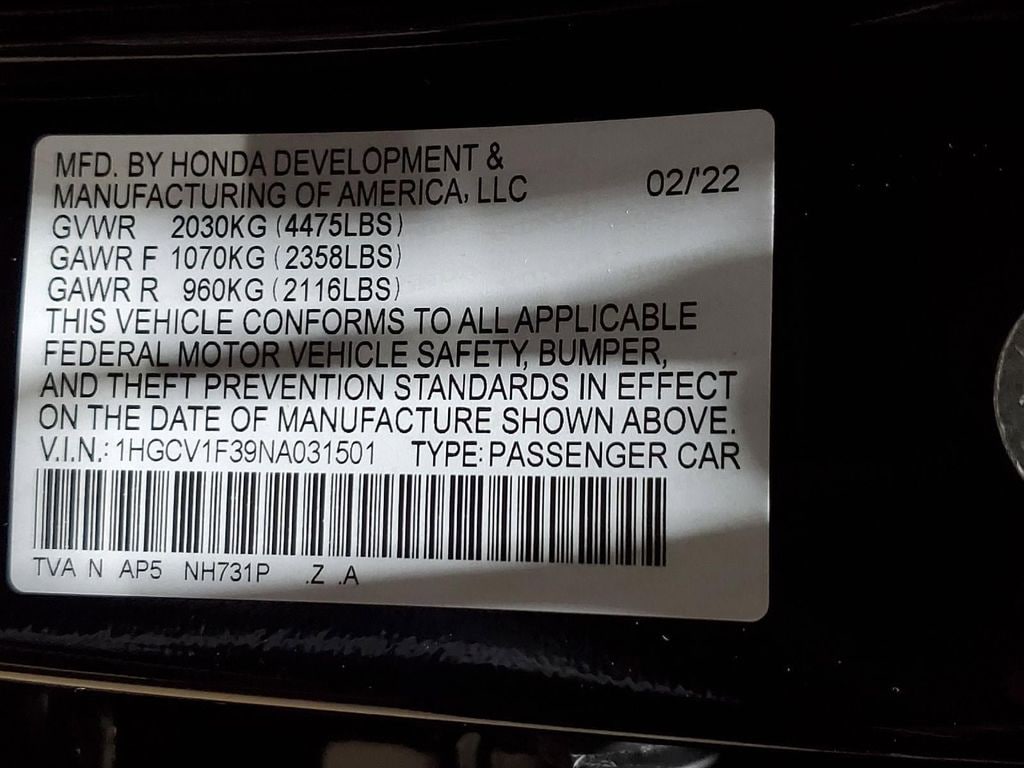 MFD. BY HONDA DEVELOPMENT &
MANUFACTURING OF AMERICA, LLC 02/'22
GVWR 2030KG (4475LBS)
GAWR F 1070KG (2358LBS)
GAWR R 960KG (2116LBS)
THIS VEHICLE CONFORMS TO ALL APPLICABLE
FEDERAL MOTOR VEHICLE SAFETY, BUMPER,
AND THEFT PREVENTION STANDARDS IN EFFECT
ON THE DATE OF MANUFACTURE SHOWN ABOVE.
V.I.N.: 1HGCV1F39NA031501 TYPE: PASSENGER CAR
TVA N AP5 NH731P .Z .A